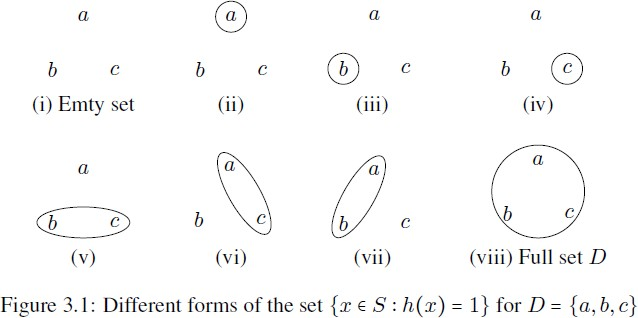 a a a a
b c b c b c b c
(i) Emty set (ii) (iii) (iv)
a a a a
b c b c b c b c
(v) (vi) (vii) (viii) Full set D
Figure 3.1: Different forms of the set {x ∈ S : h(x) = 1} for D = {a, b, c}